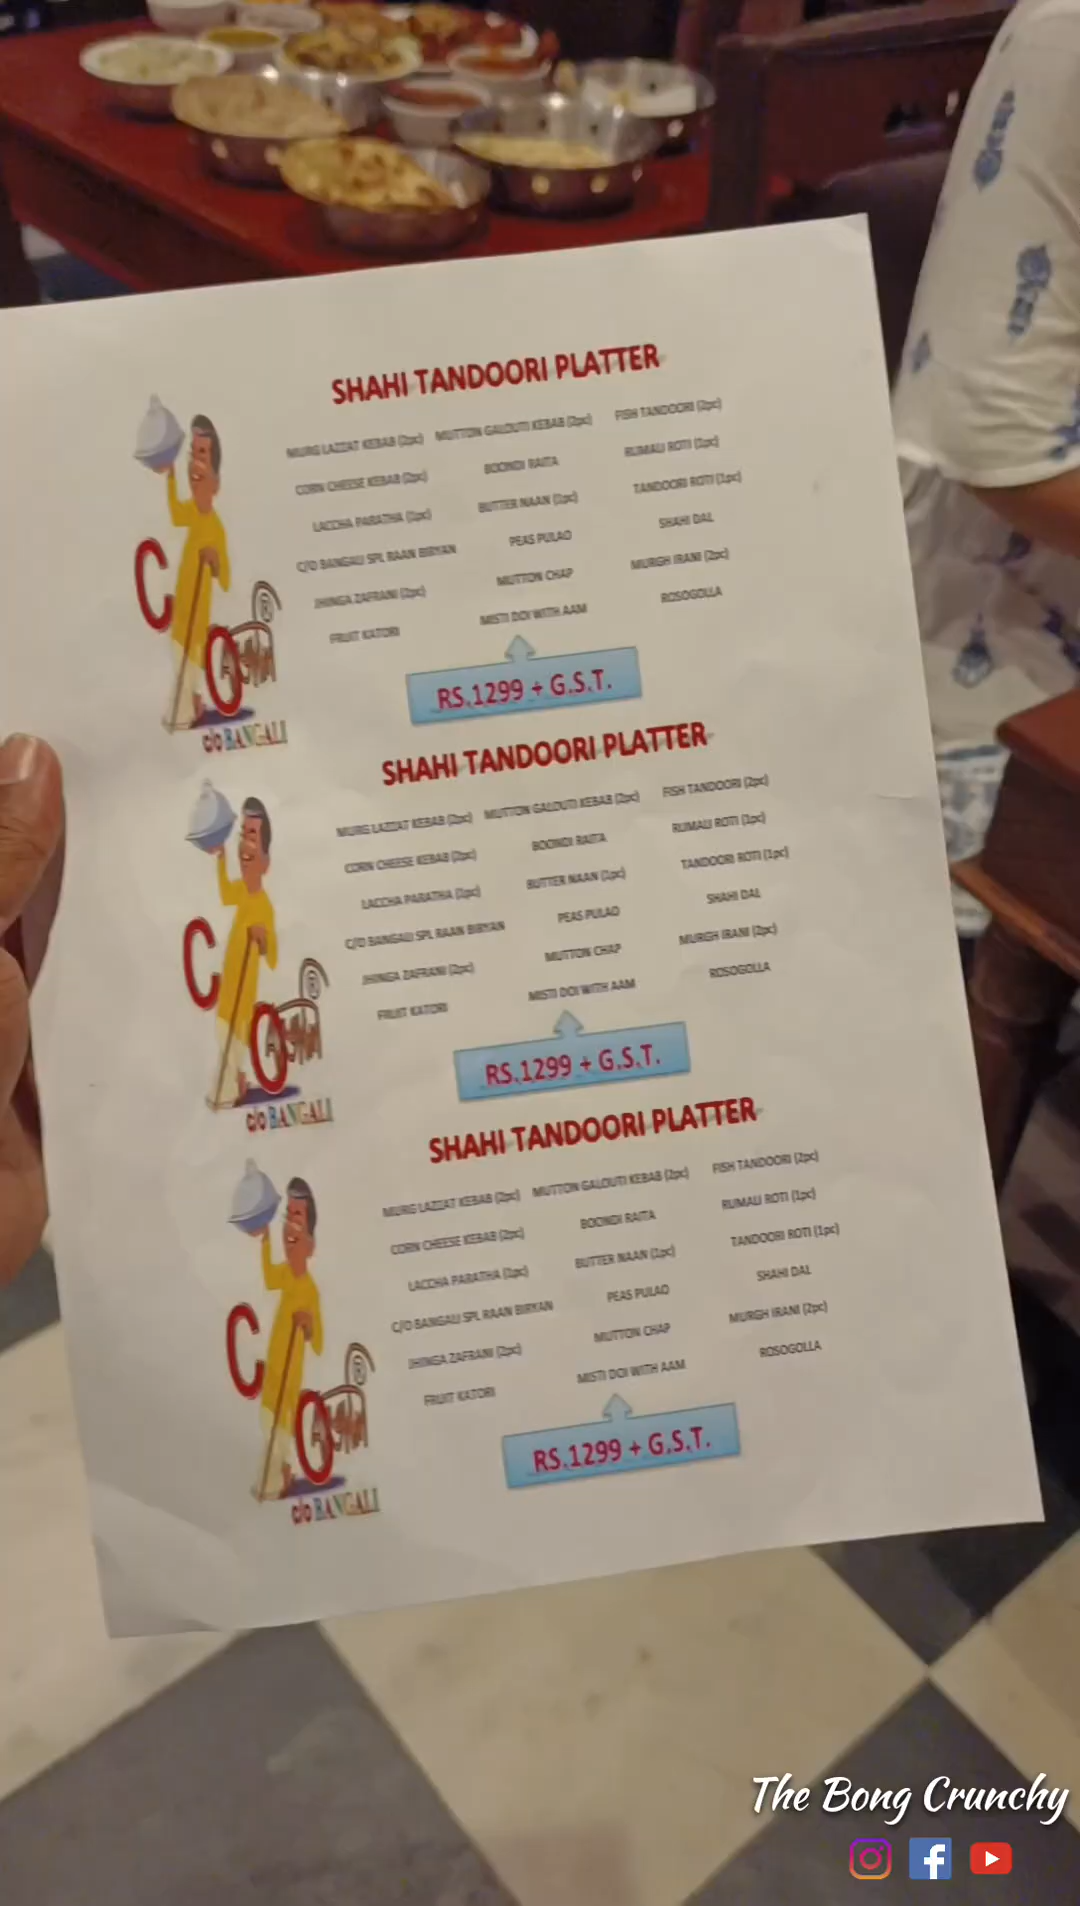 SHAHI TANDOORI PLATTER
MURG LAZZAT KEBAB (2pc) MUTTON GALOUTI KEBAB (2pc) FISH TANDOORI (2pc)
CORN CHEESE KEBAB (2pc) BOONDI RAITA RUMALI ROTI (1pc)
LACCHA PARATHA (1pc) BUTTER NAAN (1pc) TANDOORI ROTI (1pc)
C/O BANGALI SPL RAAN BIRYAN PEAS PULAO SHAHI DAL
JHINGA ZAFRANI (2pc) MUTTON CHAP MURGH IRANI (2pc)
FRUIT KATORI MISTI DOI WITH AAM ROSOGOLLA
RS.1299 + G.S.T.
C/O
®
c/o BANGALI
SHAHI TANDOORI PLATTER
MURG LAZZAT KEBAB (2pc) MUTTON GALOUTI KEBAB (2pc) FISH TANDOORI (2pc)
CORN CHEESE KEBAB (2pc) BOONDI RAITA RUMALI ROTI (1pc)
LACCHA PARATHA (1pc) BUTTER NAAN (1pc) TANDOORI ROTI (1pc)
C/O BANGALI SPL RAAN BIRYAN PEAS PULAO SHAHI DAL
JHINGA ZAFRANI (2pc) MUTTON CHAP MURGH IRANI (2pc)
FRUIT KATORI MISTI DOI WITH AAM ROSOGOLLA
RS.1299 + G.S.T.
C/O
®
c/o BANGALI
SHAHI TANDOORI PLATTER
MURG LAZZAT KEBAB (2pc) MUTTON GALOUTI KEBAB (2pc) FISH TANDOORI (2pc)
CORN CHEESE KEBAB (2pc) BOONDI RAITA RUMALI ROTI (1pc)
LACCHA PARATHA (1pc) BUTTER NAAN (1pc) TANDOORI ROTI (1pc)
C/O BANGALI SPL RAAN BIRYAN PEAS PULAO SHAHI DAL
JHINGA ZAFRANI (2pc) MUTTON CHAP MURGH IRANI (2pc)
FRUIT KATORI MISTI DOI WITH AAM ROSOGOLLA
RS.1299 + G.S.T.
C/O
®
c/o BANGALI
The Bong Crunchy